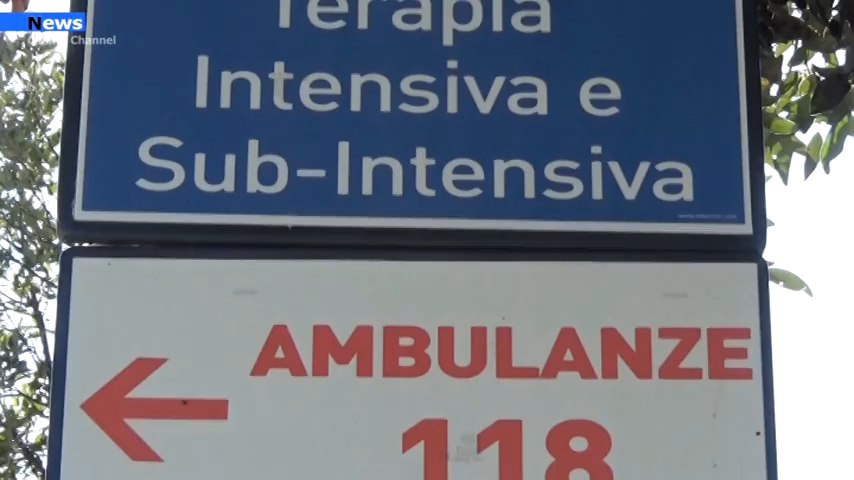 News
Channel
Terapia
Intensiva e
Sub-Intensiva
AMBULANZE
118